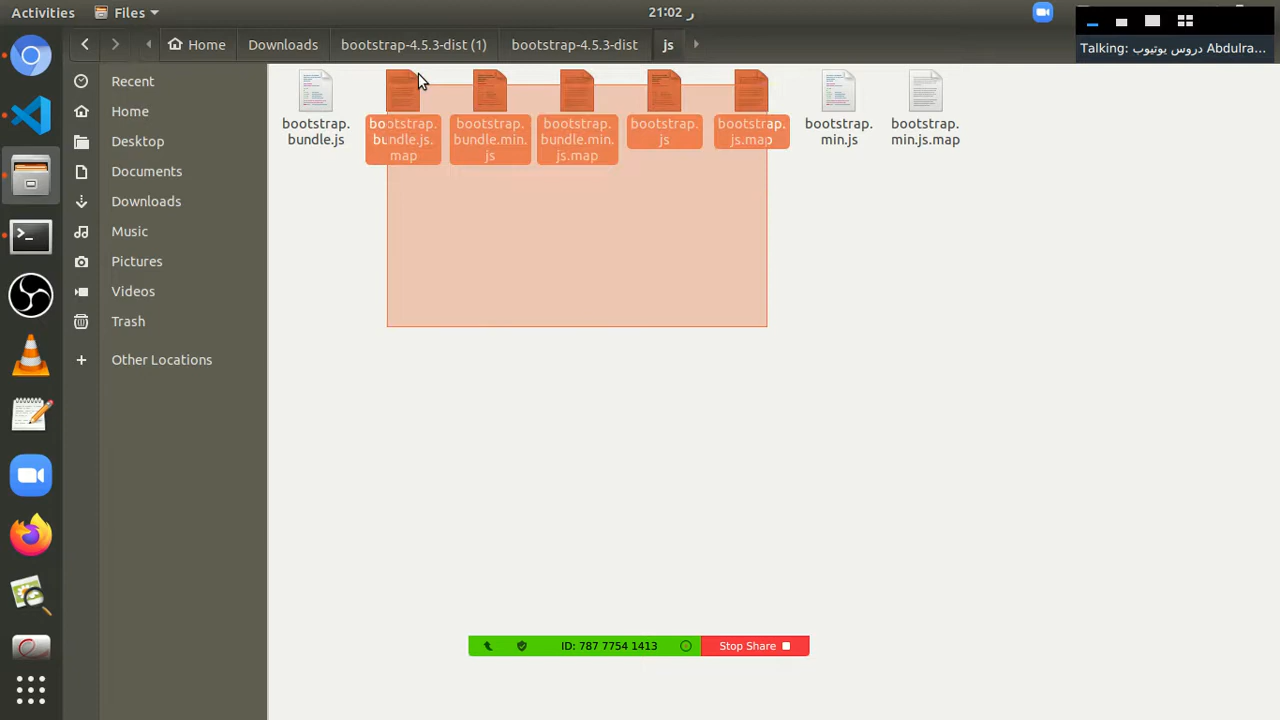 Activities
Files
21:02 ر
Talking: دروس يوتيوب Abdulra...
Home
Downloads
bootstrap-4.5.3-dist (1)
bootstrap-4.5.3-dist
js
Recent
Home
Desktop
Documents
Downloads
Music
Pictures
Videos
Trash
Other Locations
bootstrap.
bundle.js
bootstrap.
bundle.js.
map
bootstrap.
bundle.min.
js
bootstrap.
bundle.min.
js.map
bootstrap.
js
bootstrap.
js.map
bootstrap.
min.js
bootstrap.
min.js.map
ID: 787 7754 1413
Stop Share